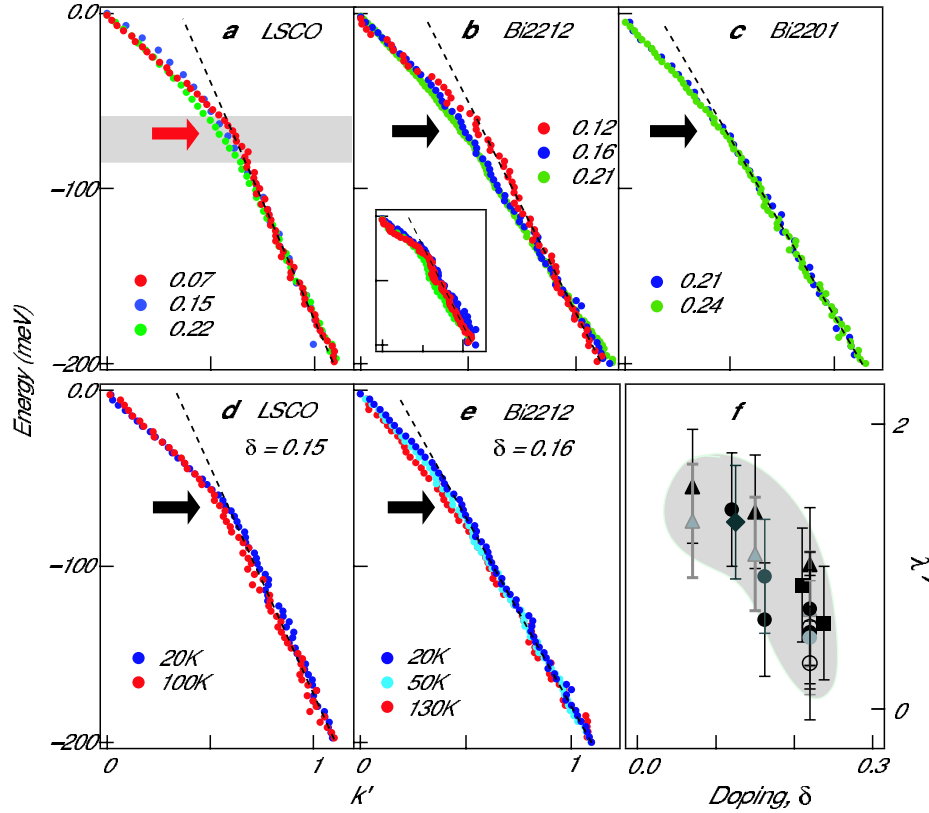 a LSCO
b Bi2212
c Bi2201
0.0
−100
−200
0.07
0.15
0.22
0.12
0.16
0.21
0.21
0.24
Energy (meV)
d LSCO
δ = 0.15
e Bi2212
δ = 0.16
f
0.0
−100
−200
20K
100K
20K
50K
130K
2
0
λ'
0 1
0 1
0.0 0.3
k'
Doping, δ